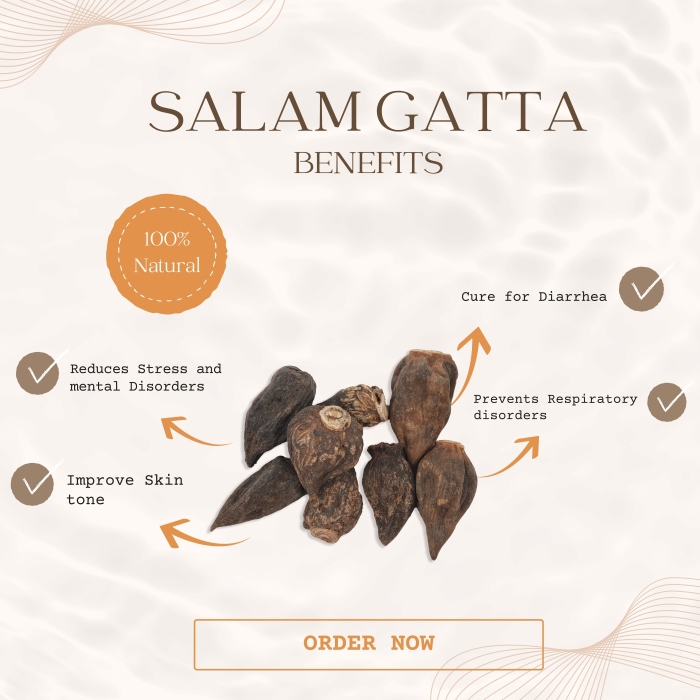 SALAM GATTA
BENEFITS
100%
Natural
Cure for Diarrhea
Reduces Stress and
mental Disorders
Prevents Respiratory
disorders
Improve Skin
tone
ORDER NOW